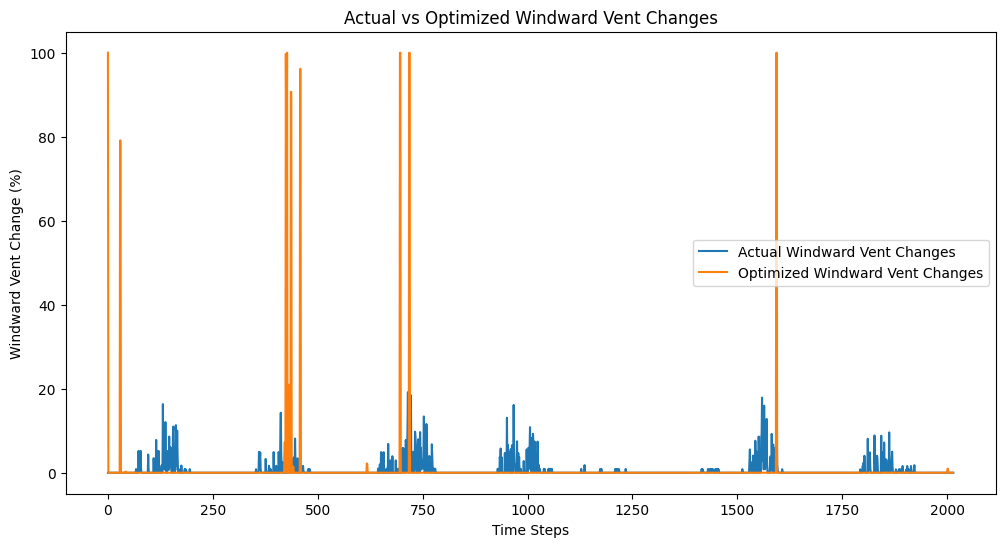 Actual vs Optimized Windward Vent Changes
Windward Vent Change (%)
100
80
60
40
20
0
Actual Windward Vent Changes
Optimized Windward Vent Changes
0 250 500 750 1000 1250 1500 1750 2000
Time Steps